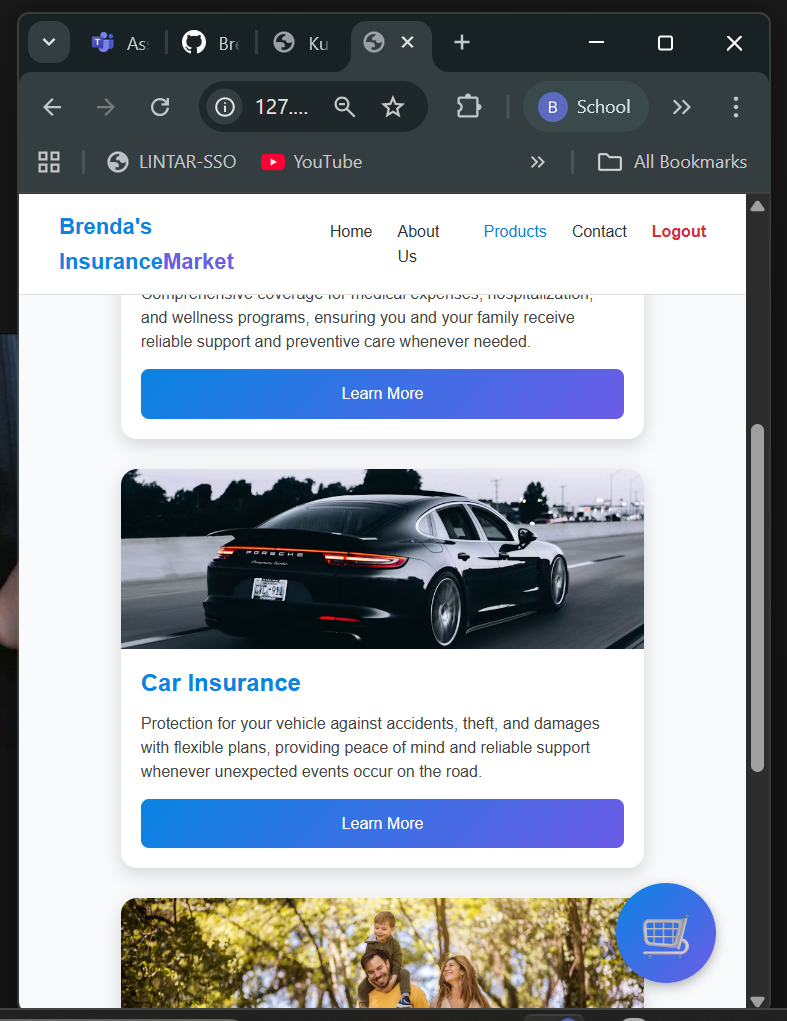 As
Bre
Ku
127....
B
School
LINTAR-SSO
YouTube
All Bookmarks
Brenda's
InsuranceMarket
Home
About
Us
Products
Contact
Logout
Comprehensive coverage for medical expenses, hospitalization,
and wellness programs, ensuring you and your family receive
reliable support and preventive care whenever needed.
Learn More
PORSCHE
Car Insurance
Protection for your vehicle against accidents, theft, and damages
with flexible plans, providing peace of mind and reliable support
whenever unexpected events occur on the road.
Learn More